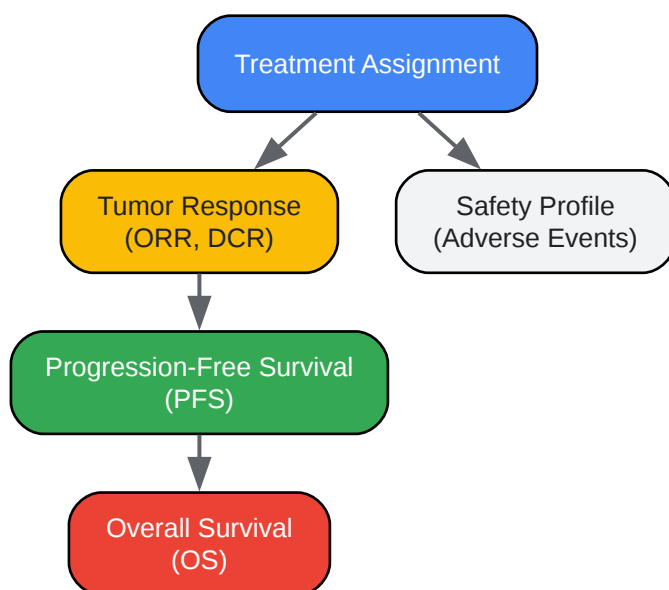 Treatment Assignment
Tumor Response
(ORR, DCR)
Safety Profile
(Adverse Events)
Progression-Free Survival
(PFS)
Overall Survival
(OS)